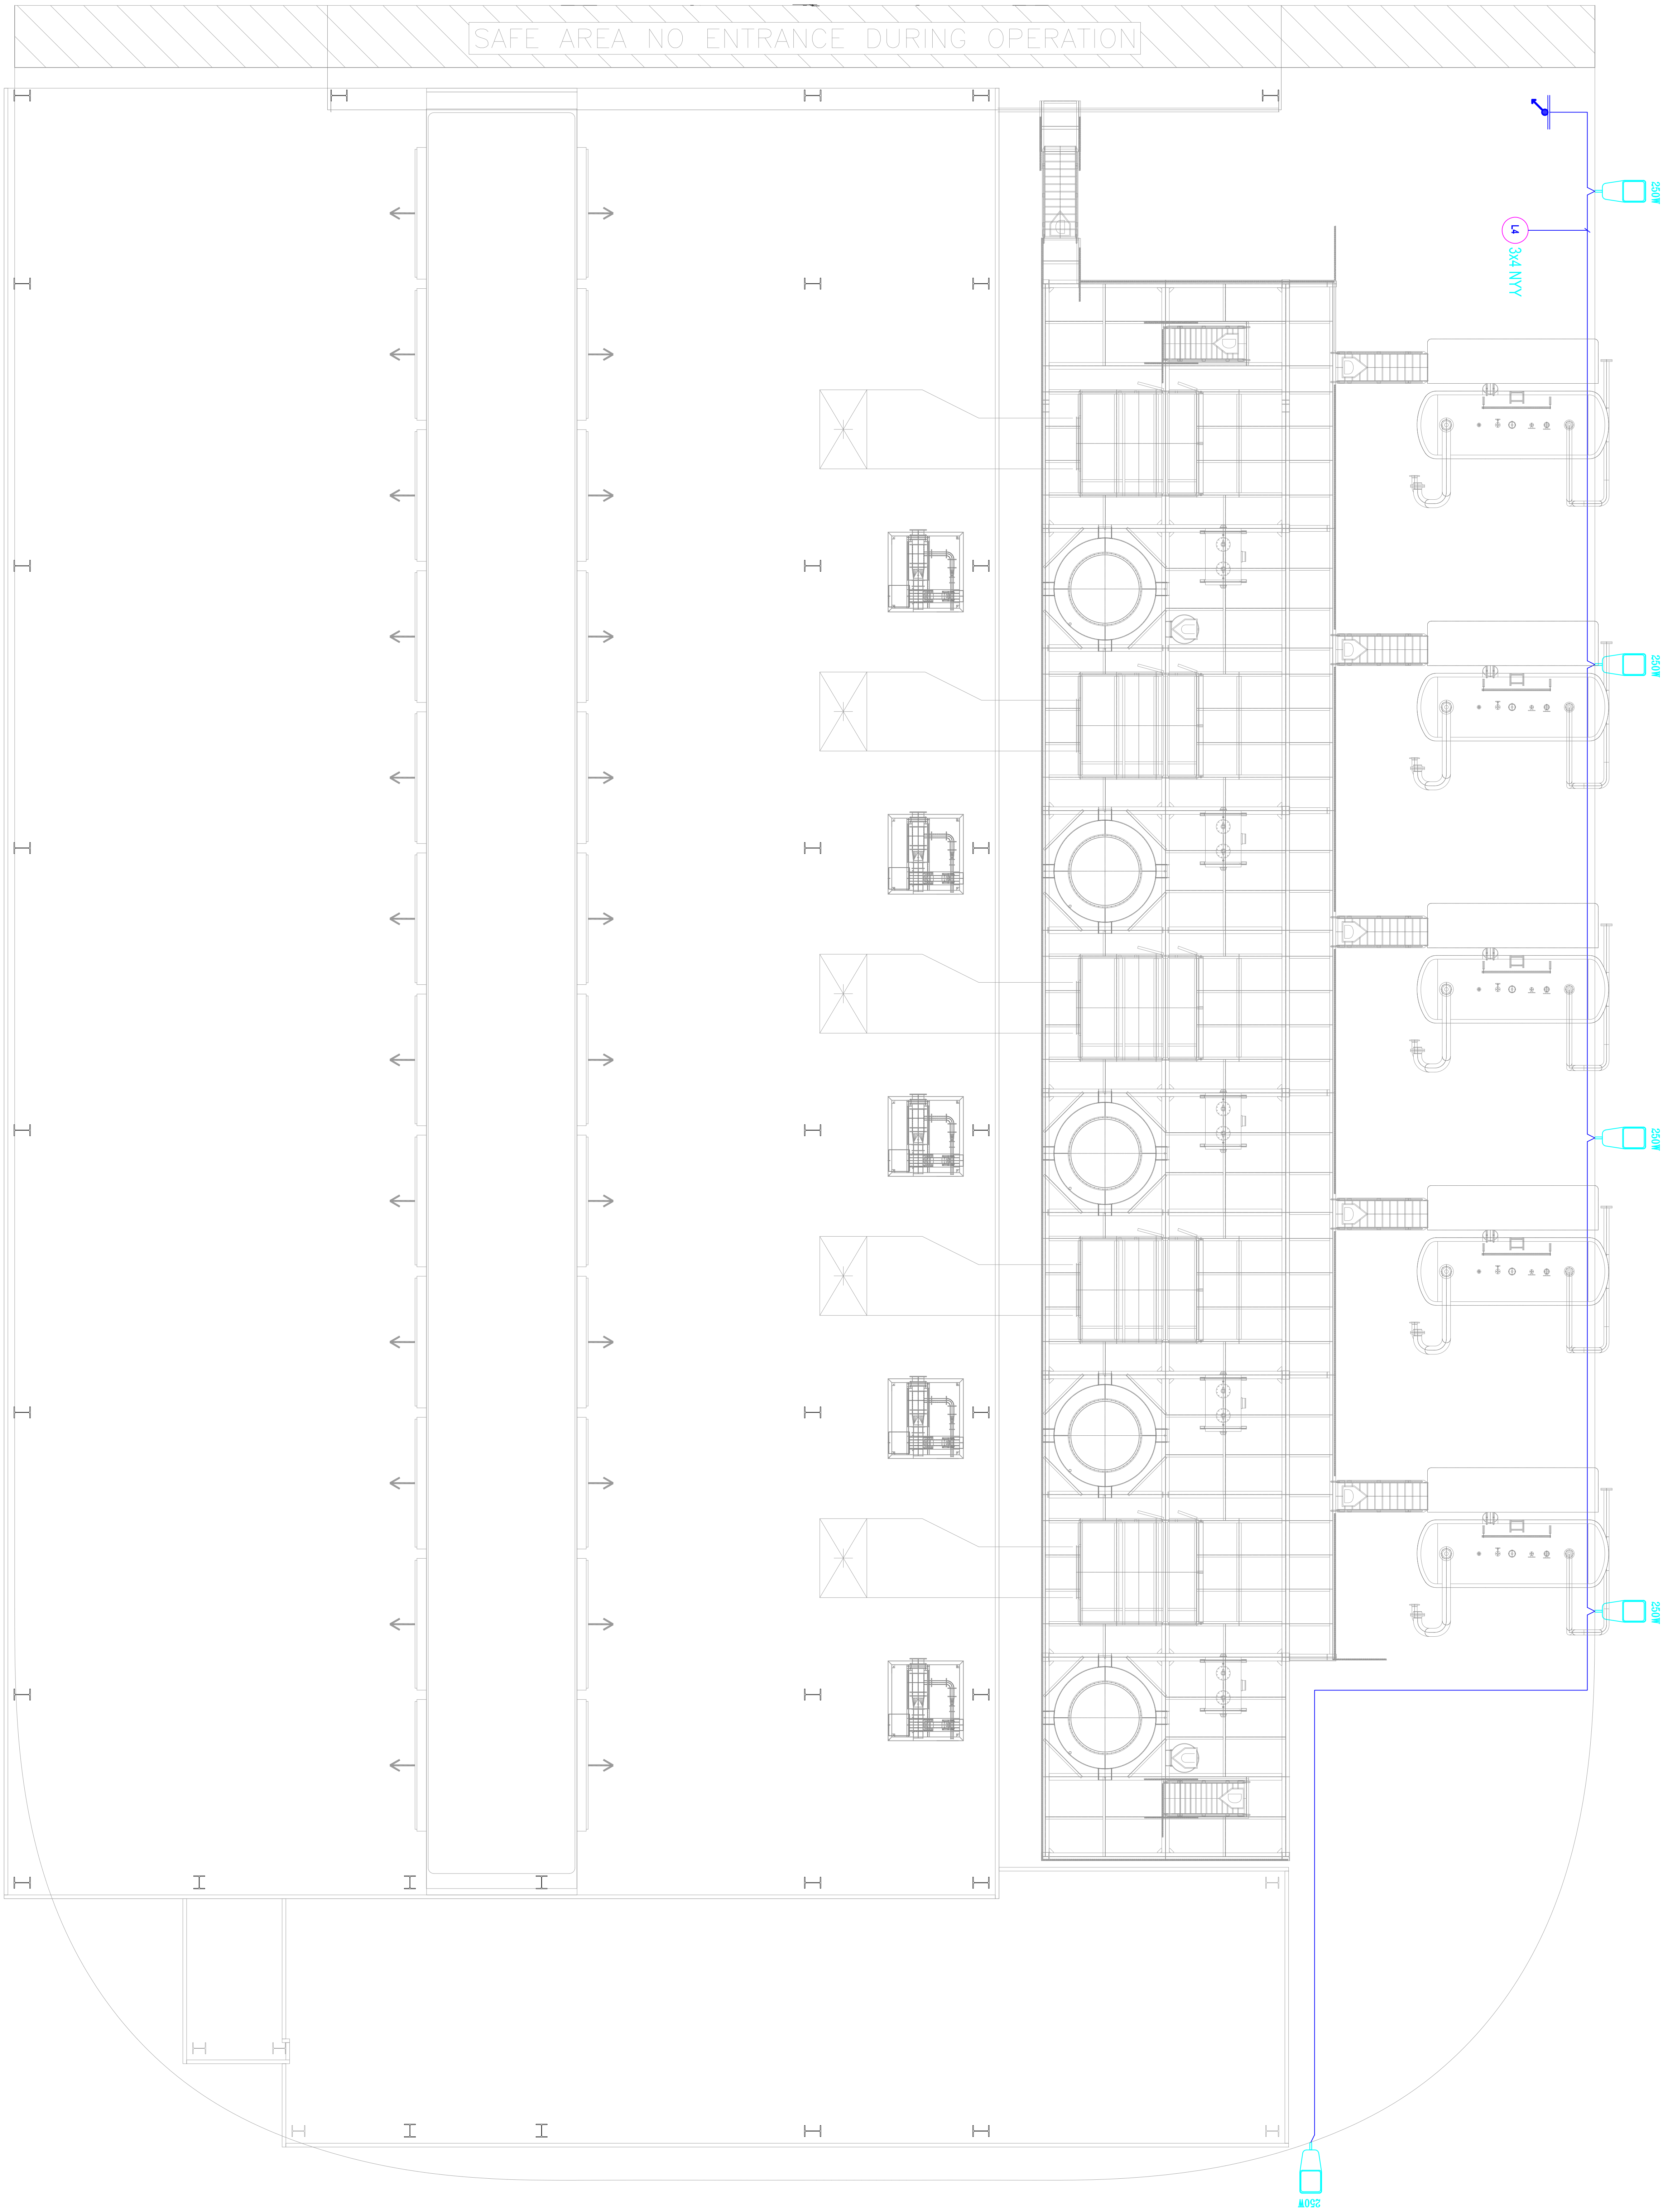 SAFE AREA NO ENTRANCE DURING OPERATION
250W
L4
3x4 NYY
250W
250W
250W
250W